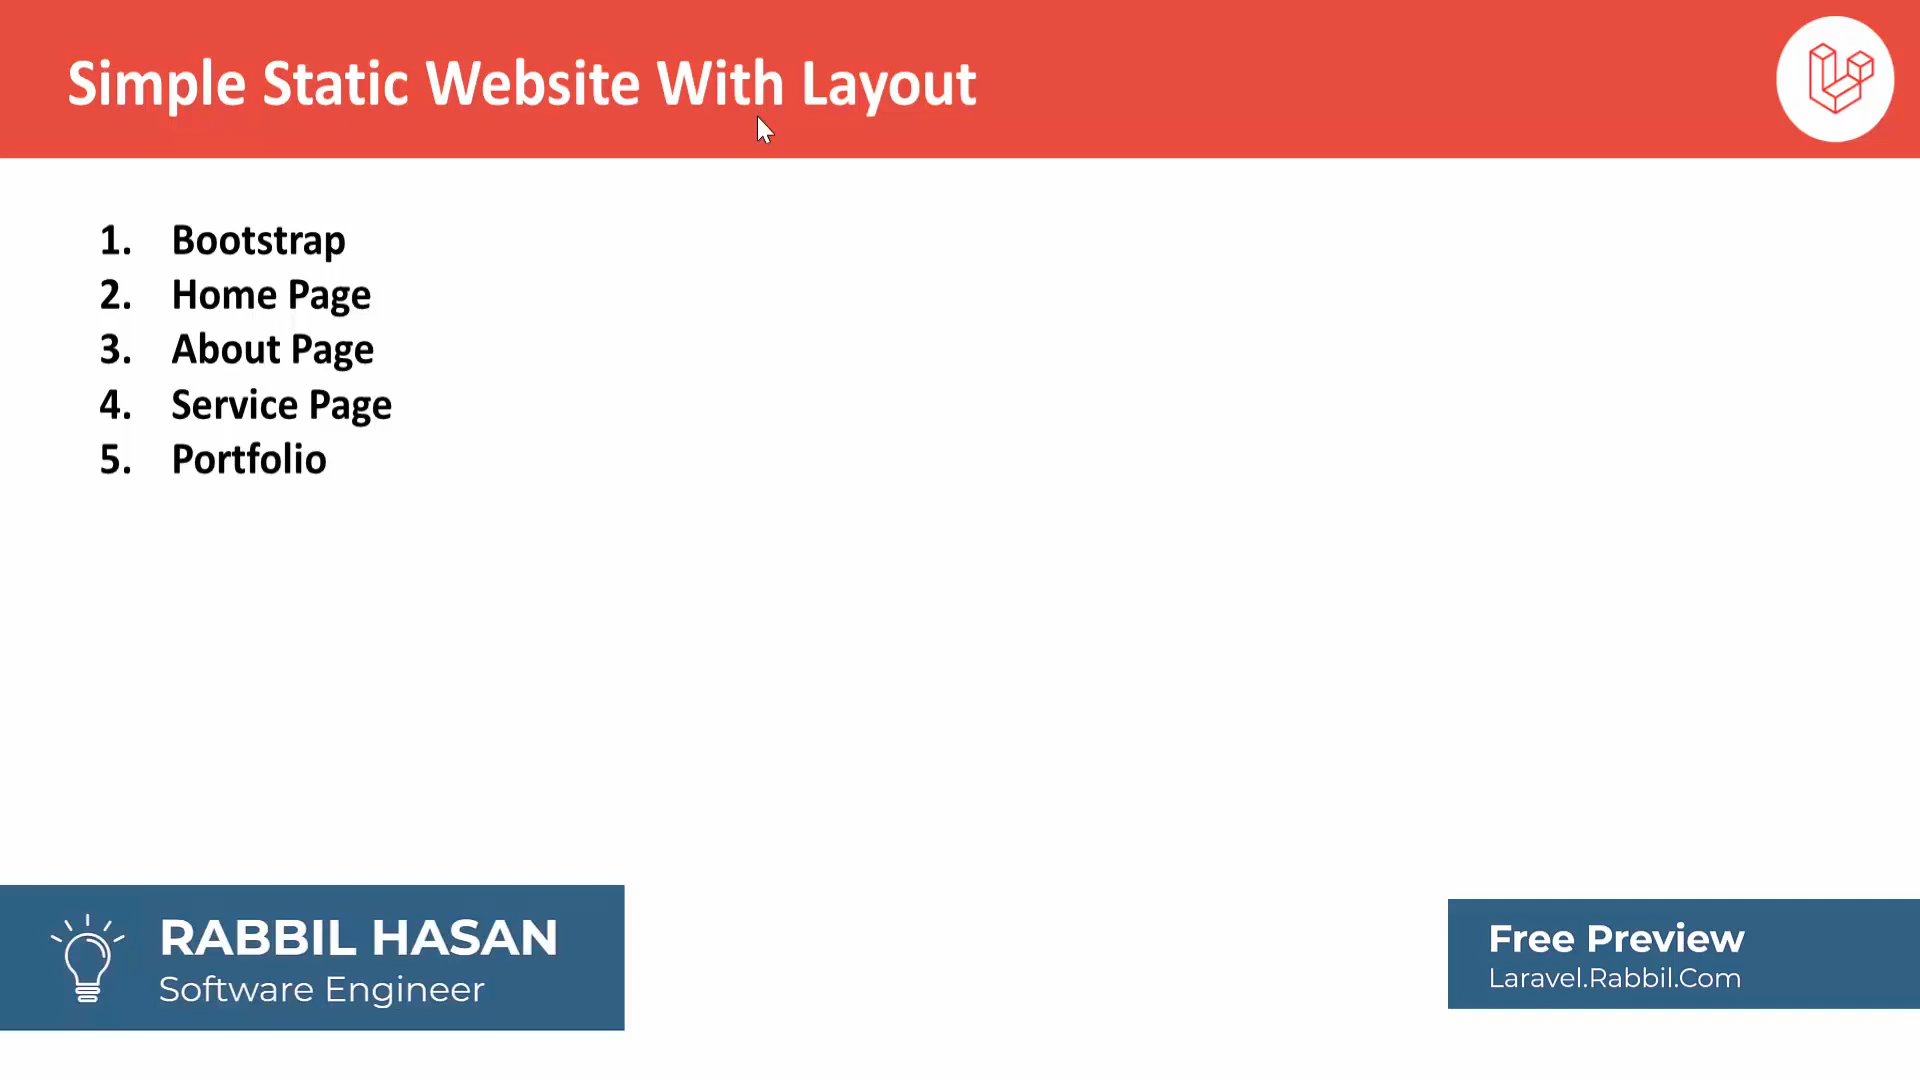 Simple Static Website With Layout
1. Bootstrap
2. Home Page
3. About Page
4. Service Page
5. Portfolio
RABBIL HASAN
Software Engineer
Free Preview
Laravel.Rabbil.Com